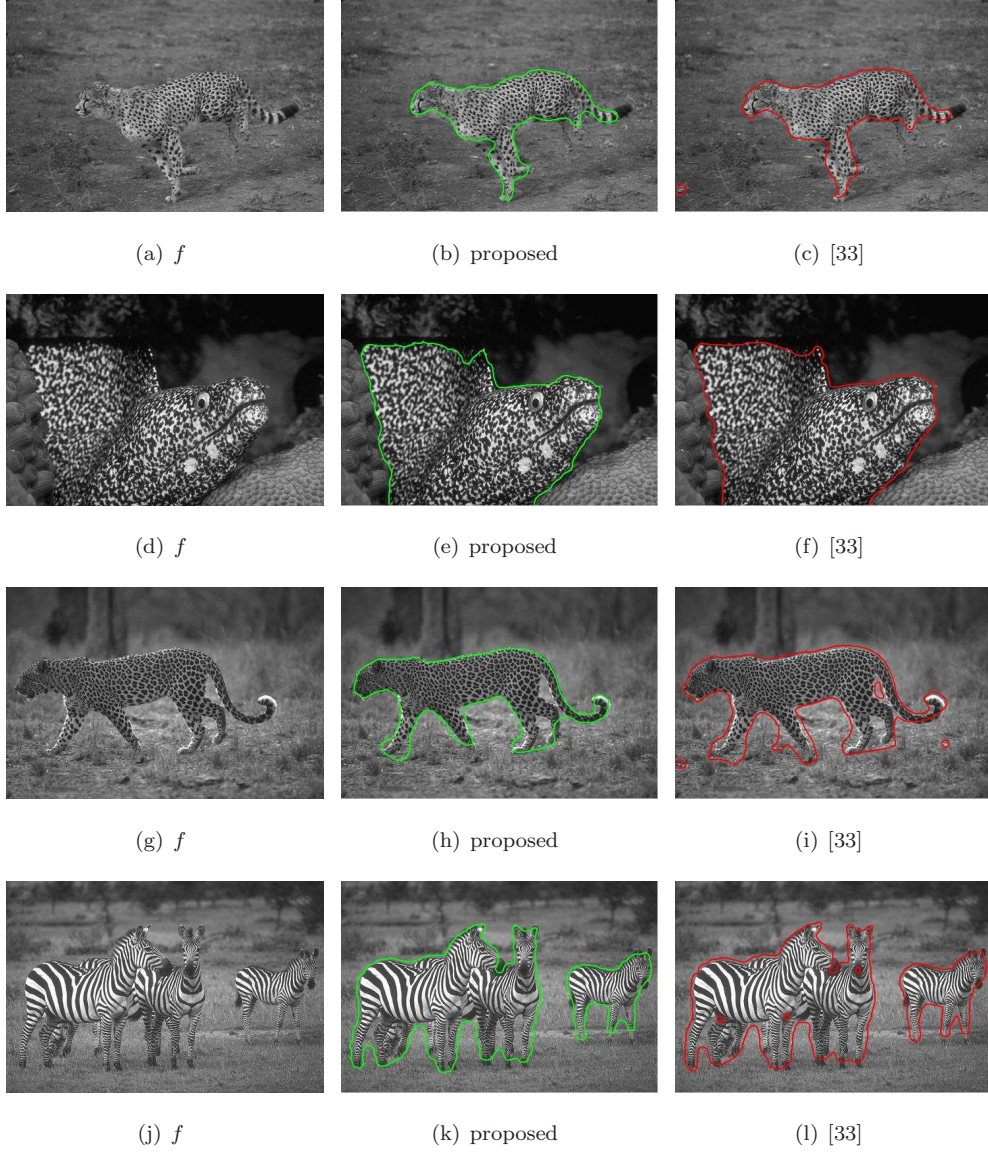 (a) f
(b) proposed
(c) [33]
(d) f
(e) proposed
(f) [33]
(g) f
(h) proposed
(i) [33]
(j) f
(k) proposed
(l) [33]